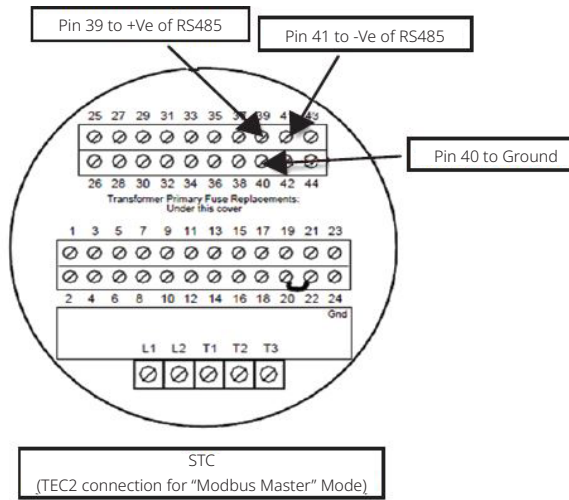 Pin 39 to +Ve of RS485
Pin 41 to -Ve of RS485
25 27 29 31 33 35 37 39 41 43
Pin 40 to Ground
26 28 30 32 34 36 38 40 42 44
Transformer Primary Fuse Replacements:
Under this cover
1 3 5 7 9 11 13 15 17 19 21 23
2 4 6 8 10 12 14 16 18 20 22 24
Gnd
L1 L2 T1 T2 T3
STC
(TEC2 connection for “Modbus Master” Mode)